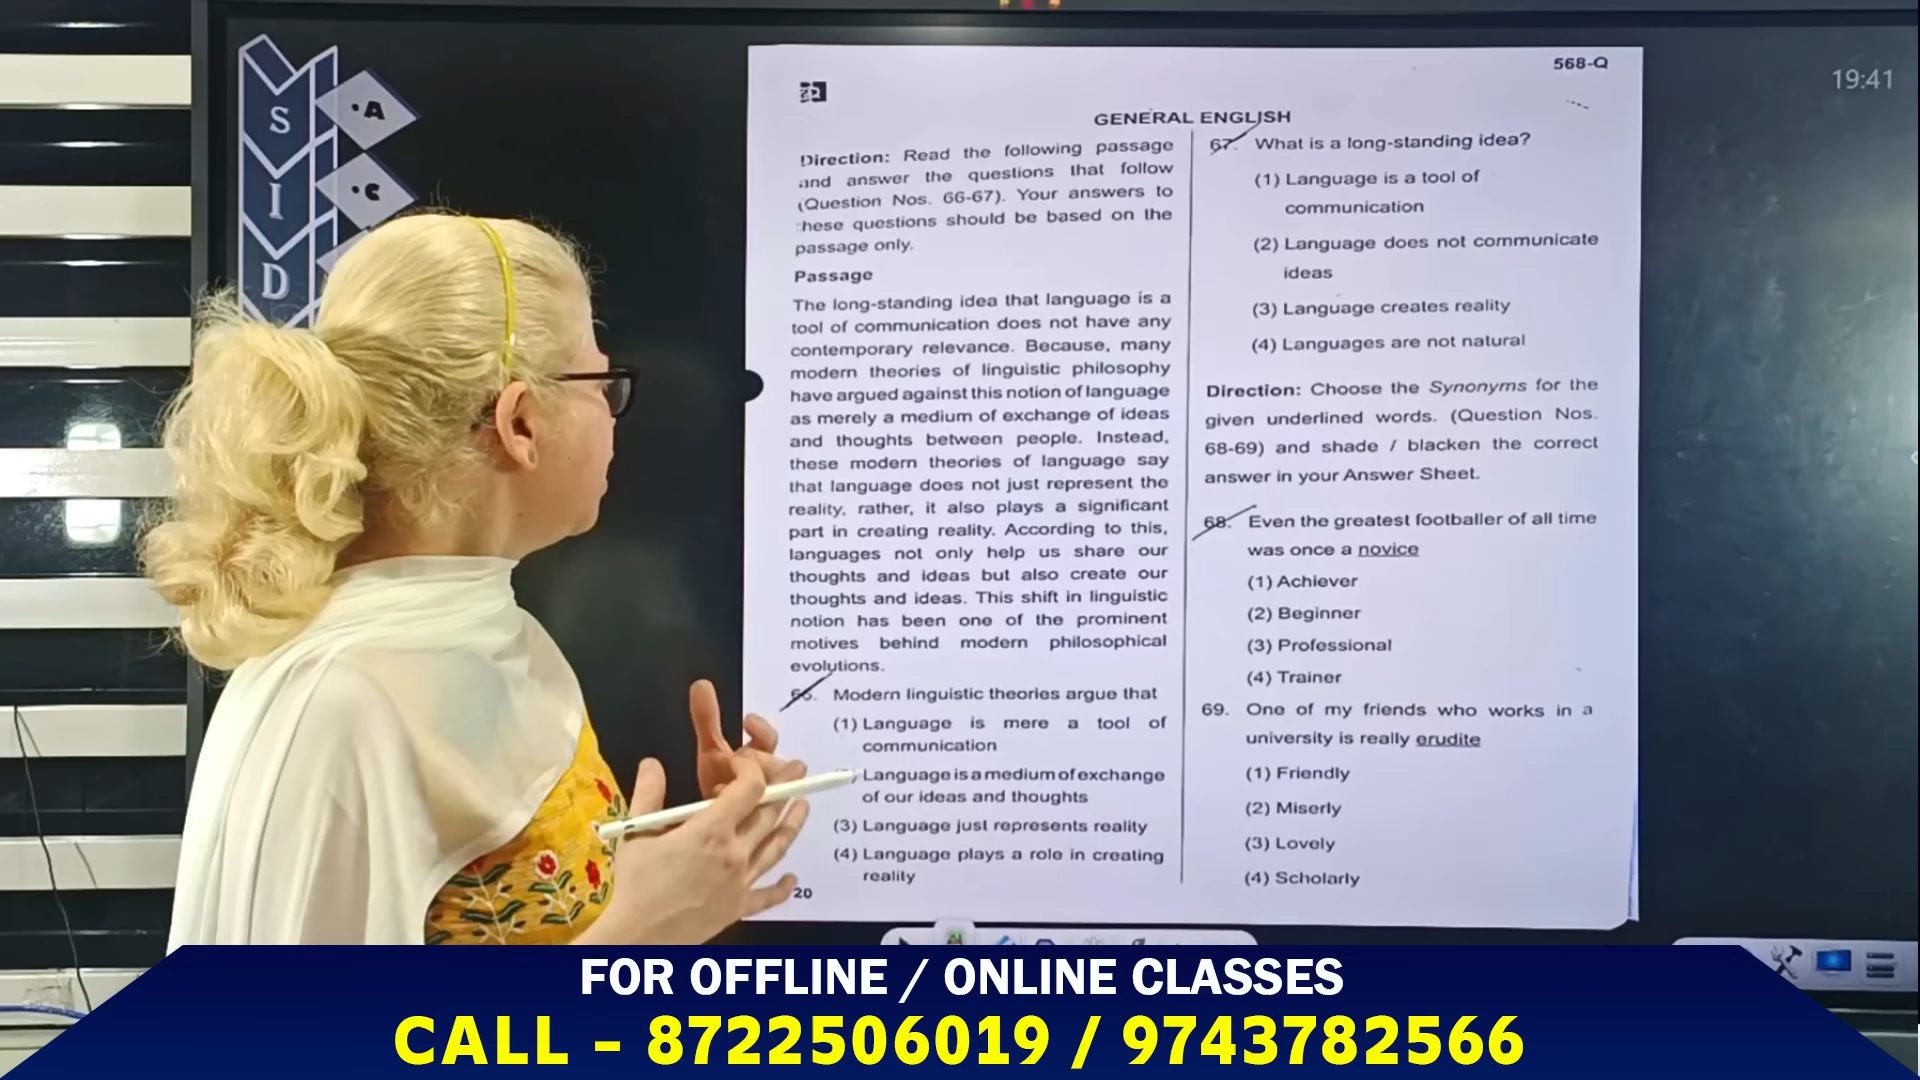 S
I
D
•A
•C
19:41
568-Q
GENERAL ENGLISH
Direction: Read the following passage
and answer the questions that follow
(Question Nos. 66-67). Your answers to
these questions should be based on the
passage only.
Passage
The long-standing idea that language is a
tool of communication does not have any
contemporary relevance. Because, many
modern theories of linguistic philosophy
have argued against this notion of language
as merely a medium of exchange of ideas
and thoughts between people. Instead,
these modern theories of language say
that language does not just represent the
reality, rather, it also plays a significant
part in creating reality. According to this,
languages not only help us share our
thoughts and ideas but also create our
thoughts and ideas. This shift in linguistic
notion has been one of the prominent
motives behind modern philosophical
evolutions.
66. Modern linguistic theories argue that
(1) Language is mere a tool of
communication
Language is a medium of exchange
of our ideas and thoughts
(3) Language just represents reality
(4) Language plays a role in creating
reality
20
67. What is a long-standing idea?
(1) Language is a tool of
communication
(2) Language does not communicate
ideas
(3) Language creates reality
(4) Languages are not natural
Direction: Choose the Synonyms for the
given underlined words. (Question Nos.
68-69) and shade / blacken the correct
answer in your Answer Sheet.
68. Even the greatest footballer of all time
was once a novice
(1) Achiever
(2) Beginner
(3) Professional
(4) Trainer
69. One of my friends who works in a
university is really erudite
(1) Friendly
(2) Miserly
(3) Lovely
(4) Scholarly
FOR OFFLINE / ONLINE CLASSES
CALL - 8722506019 / 9743782566